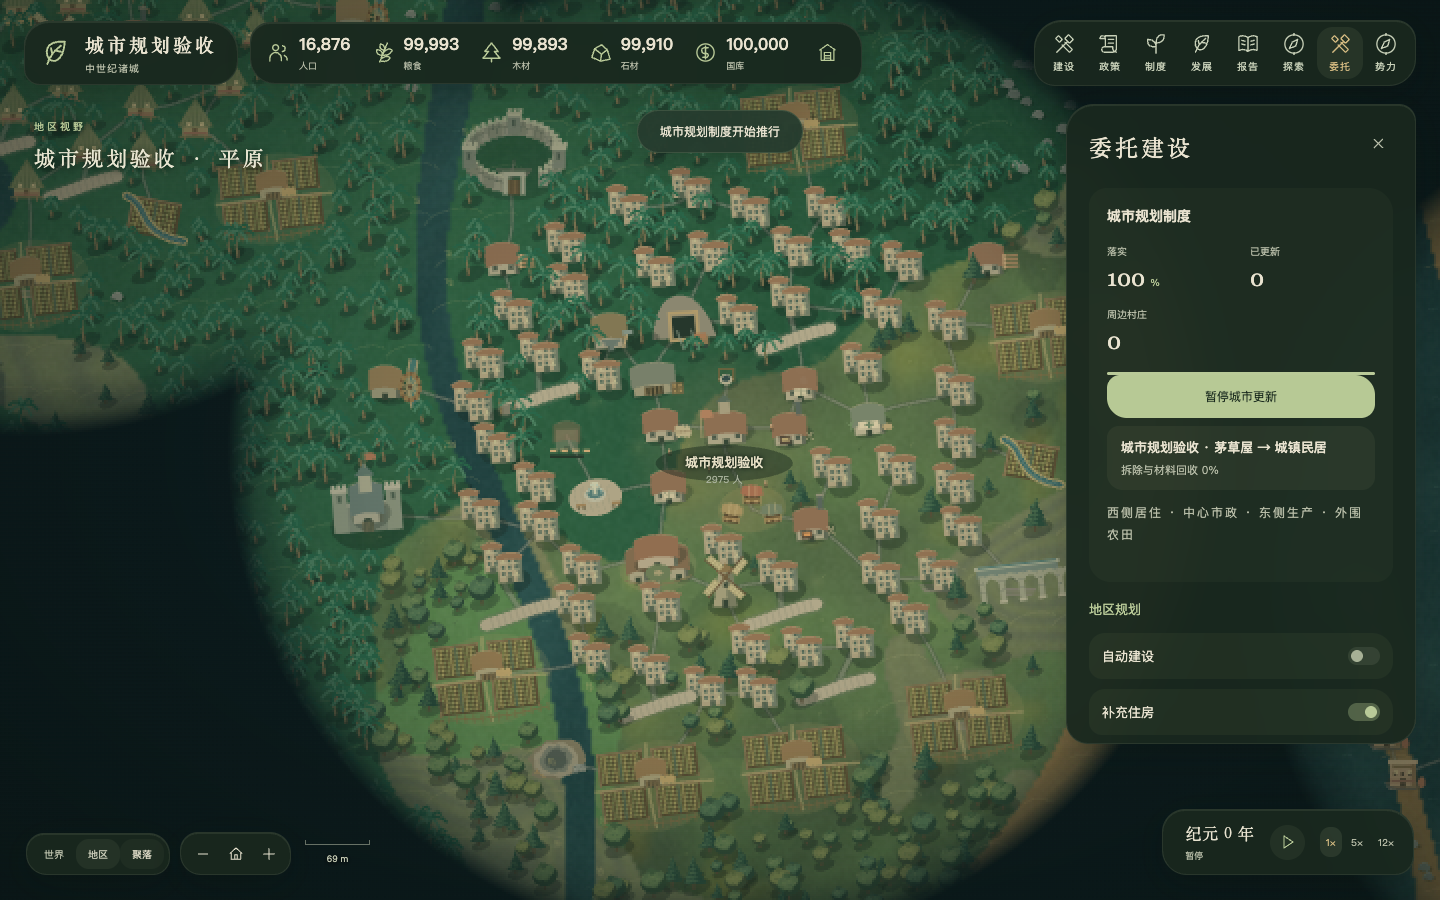 城市规划验收
中世纪诸城
16,876
人口
99,993
粮食
99,893
木材
99,910
石材
100,000
国库
建设
政策
制度
发展
报告
探索
委托
势力
地区视野
城市规划验收 · 平原
城市规划制度开始推行
委托建设
城市规划制度
落实
已更新
100 %
0
周边村庄
0
暂停城市更新
城市规划验收 · 茅草屋 → 城镇民居
拆除与材料回收 0%
西侧居住 · 中心市政 · 东侧生产 · 外围
农田
地区规划
自动建设
补充住房
城市规划验收
2975 人
世界
地区
聚落
69 m
纪元 0 年
暂停
1×
5×
12×